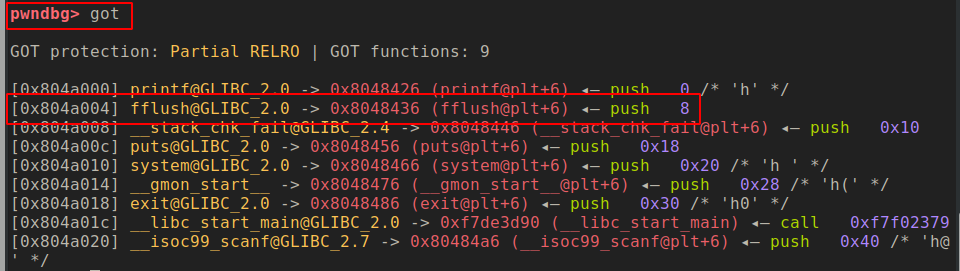 pwndbg> got
GOT protection: Partial RELRO | GOT functions: 9
[0x804a000] printf@GLIBC_2.0 -> 0x8048426 (printf@plt+6) ◂— push   0 /* 'h' */
[0x804a004] fflush@GLIBC_2.0 -> 0x8048436 (fflush@plt+6) ◂— push   8
[0x804a008] __stack_chk_fail@GLIBC_2.4 -> 0x8048446 (__stack_chk_fail@plt+6) ◂— push   0x10
[0x804a00c] puts@GLIBC_2.0 -> 0x8048456 (puts@plt+6) ◂— push   0x18
[0x804a010] system@GLIBC_2.0 -> 0x8048466 (system@plt+6) ◂— push   0x20 /* 'h ' */
[0x804a014] __gmon_start__ -> 0x8048476 (__gmon_start__@plt+6) ◂— push   0x28 /* 'h(' */
[0x804a018] exit@GLIBC_2.0 -> 0x8048486 (exit@plt+6) ◂— push   0x30 /* 'h0' */
[0x804a01c] __libc_start_main@GLIBC_2.0 -> 0xf7de3d90 (__libc_start_main) ◂— call   0xf7f02379
[0x804a020] __isoc99_scanf@GLIBC_2.7 -> 0x80484a6 (__isoc99_scanf@plt+6) ◂— push   0x40 /* 'h@
' */